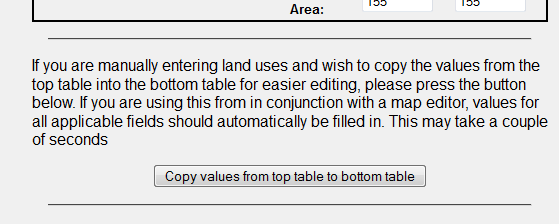 Area: 155 155
If you are manually entering land uses and wish to copy the values from the
top table into the bottom table for easier editing, please press the button
below. If you are using this from in conjunction with a map editor, values for
all applicable fields should automatically be filled in. This may take a couple
of seconds
Copy values from top table to bottom table